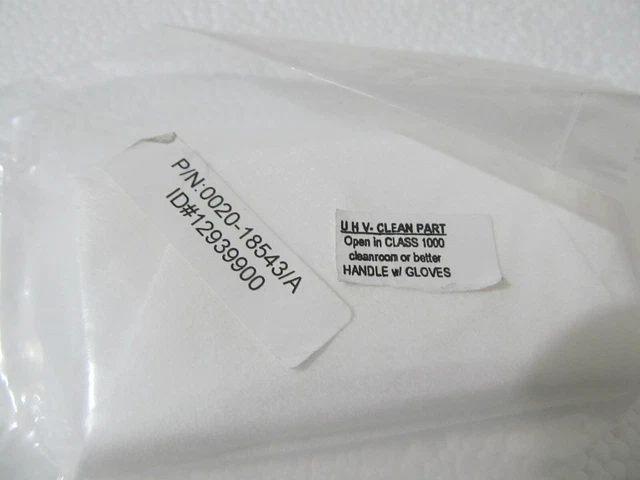 P/N:0020-18543/A
ID#12939900
U H V- CLEAN PART
Open in CLASS 1000
cleanroom or better
HANDLE w/ GLOVES